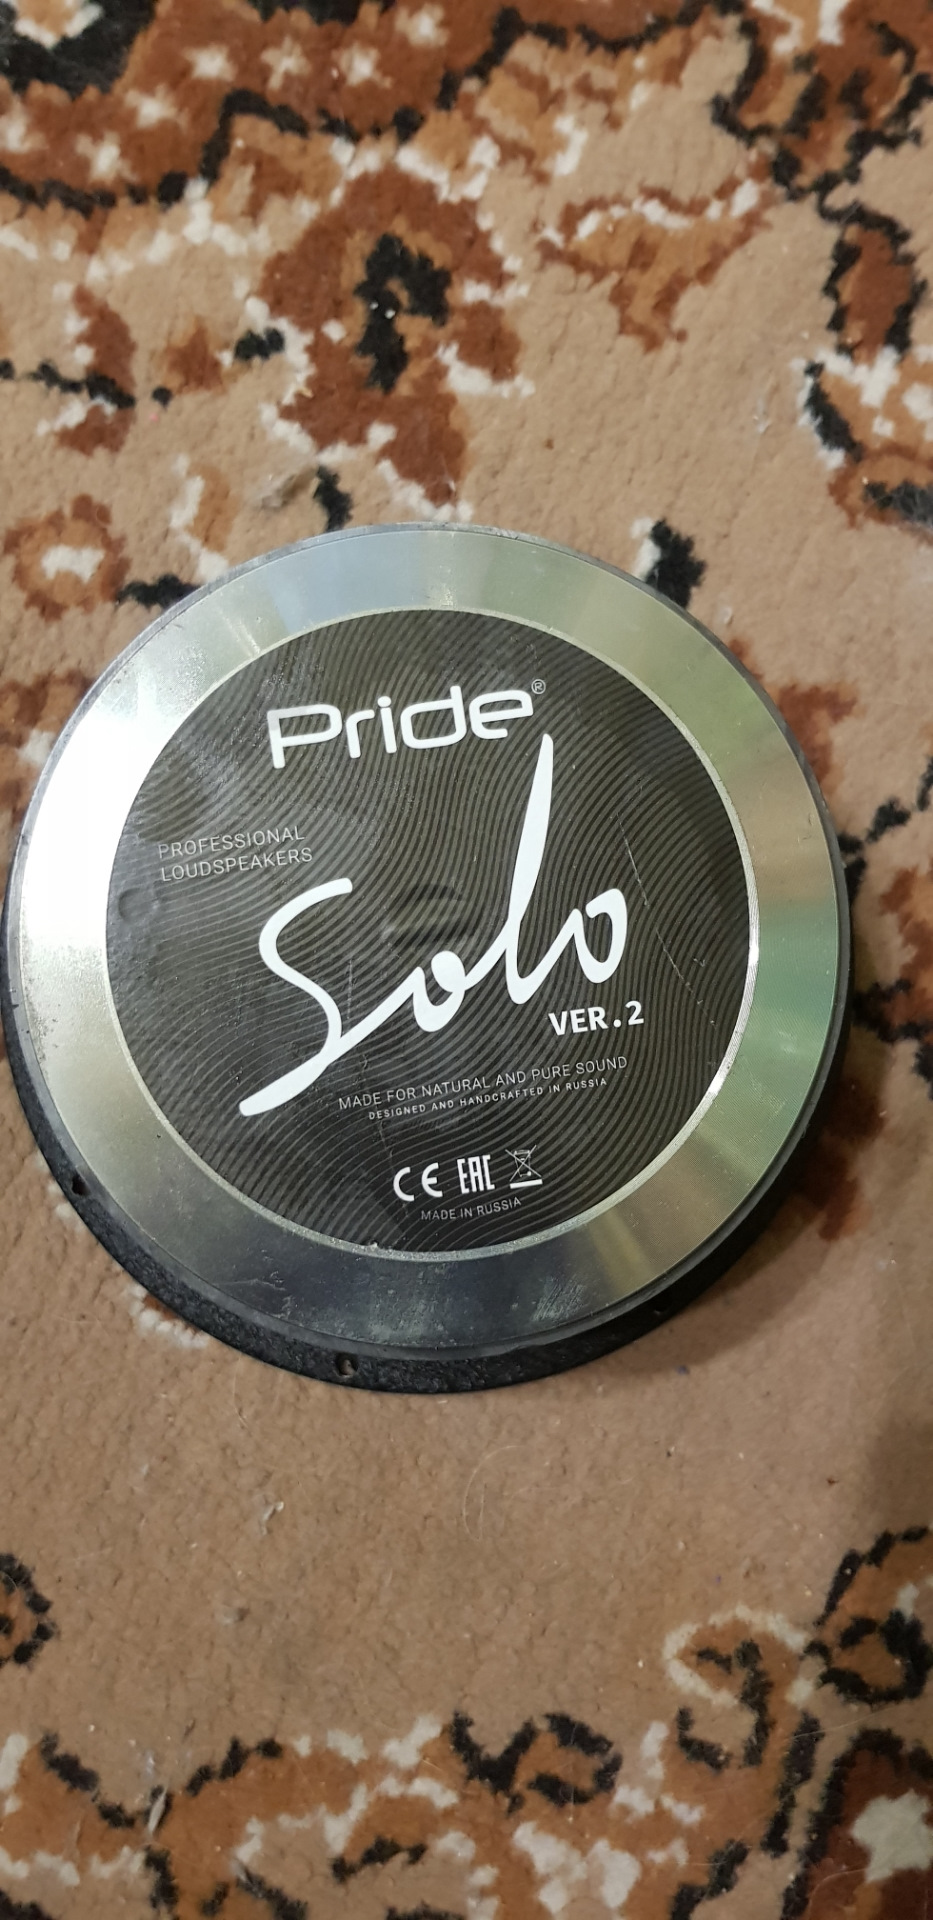 Pride®
PROFESSIONAL
LOUDSPEAKERS
Solo
VER.2
MADE FOR NATURAL AND PURE SOUND
DESIGNED AND HANDCRAFTED IN RUSSIA
CE EAC
MADE IN RUSSIA